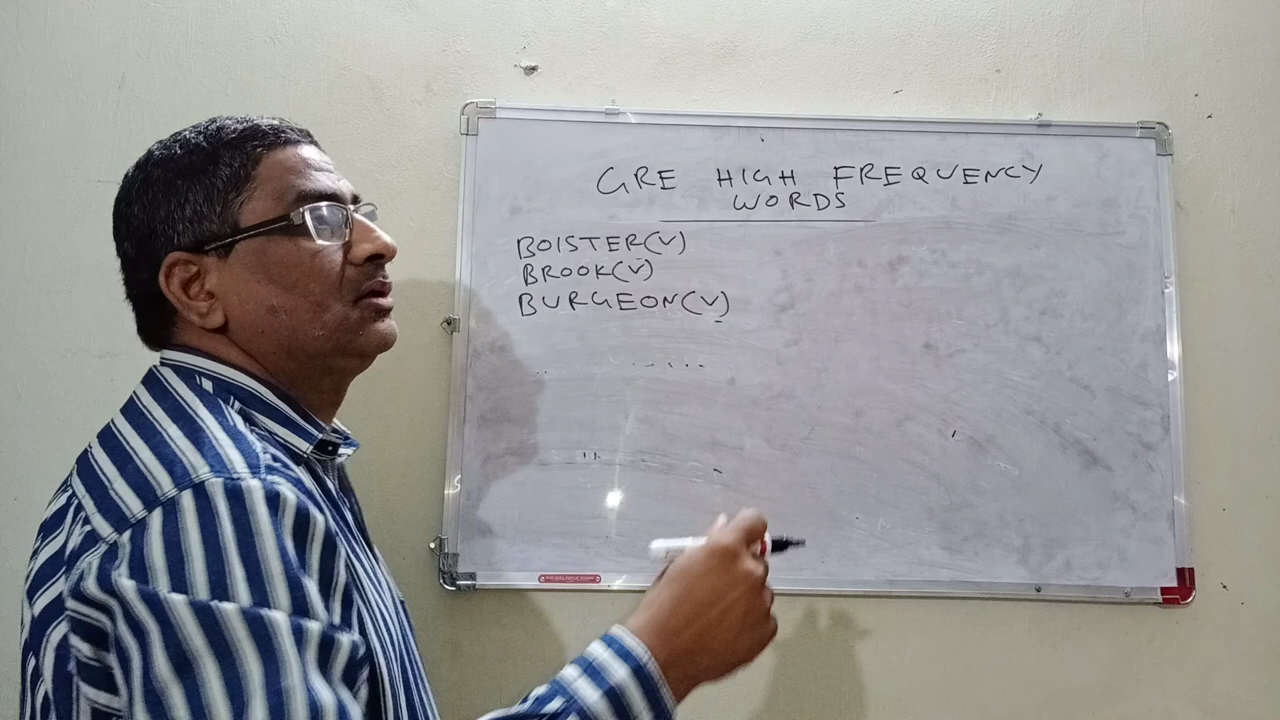 GRE HIGH FREQUENCY
WORDS
BOISTER(V)
BROOK(V)
BURGEON(V)